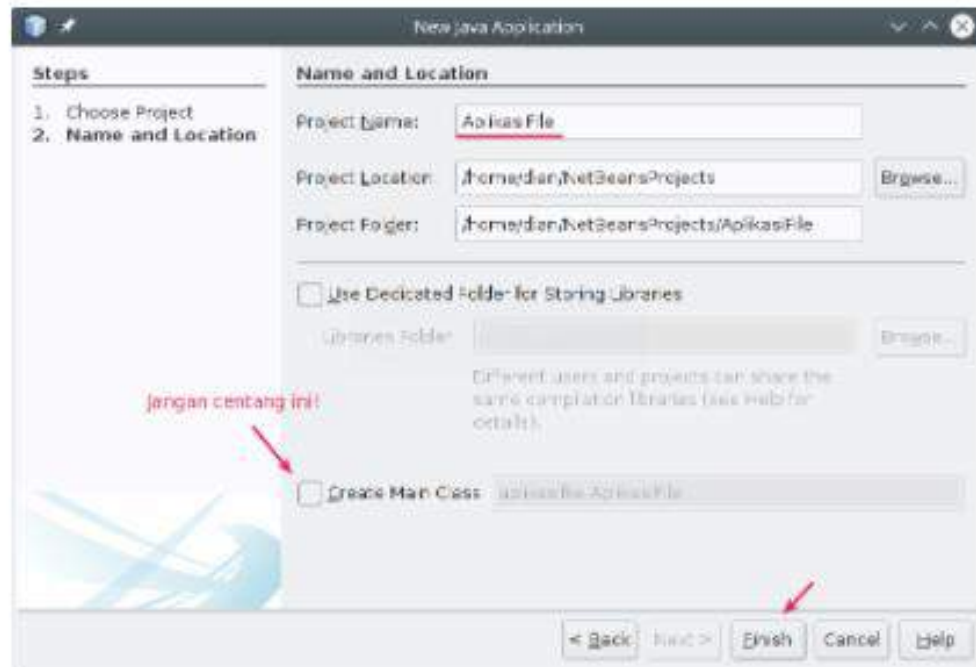 New Java Application
Steps
1. Choose Project
2. Name and Location
Name and Location
Project Name: AplikasiFile
Project Location: /home/dian/NetBeansProjects Browse...
Project Folder: /home/dian/NetBeansProjects/AplikasiFile
Use Dedicated Folder for Storing Libraries
Libraries Folder: Browse...
Different users and projects can share the
same compilation libraries (see Help for
details).
Jangan centang ini!
Create Main Class aplikasifile.AplikasiFile
< Back Next > Finish Cancel Help